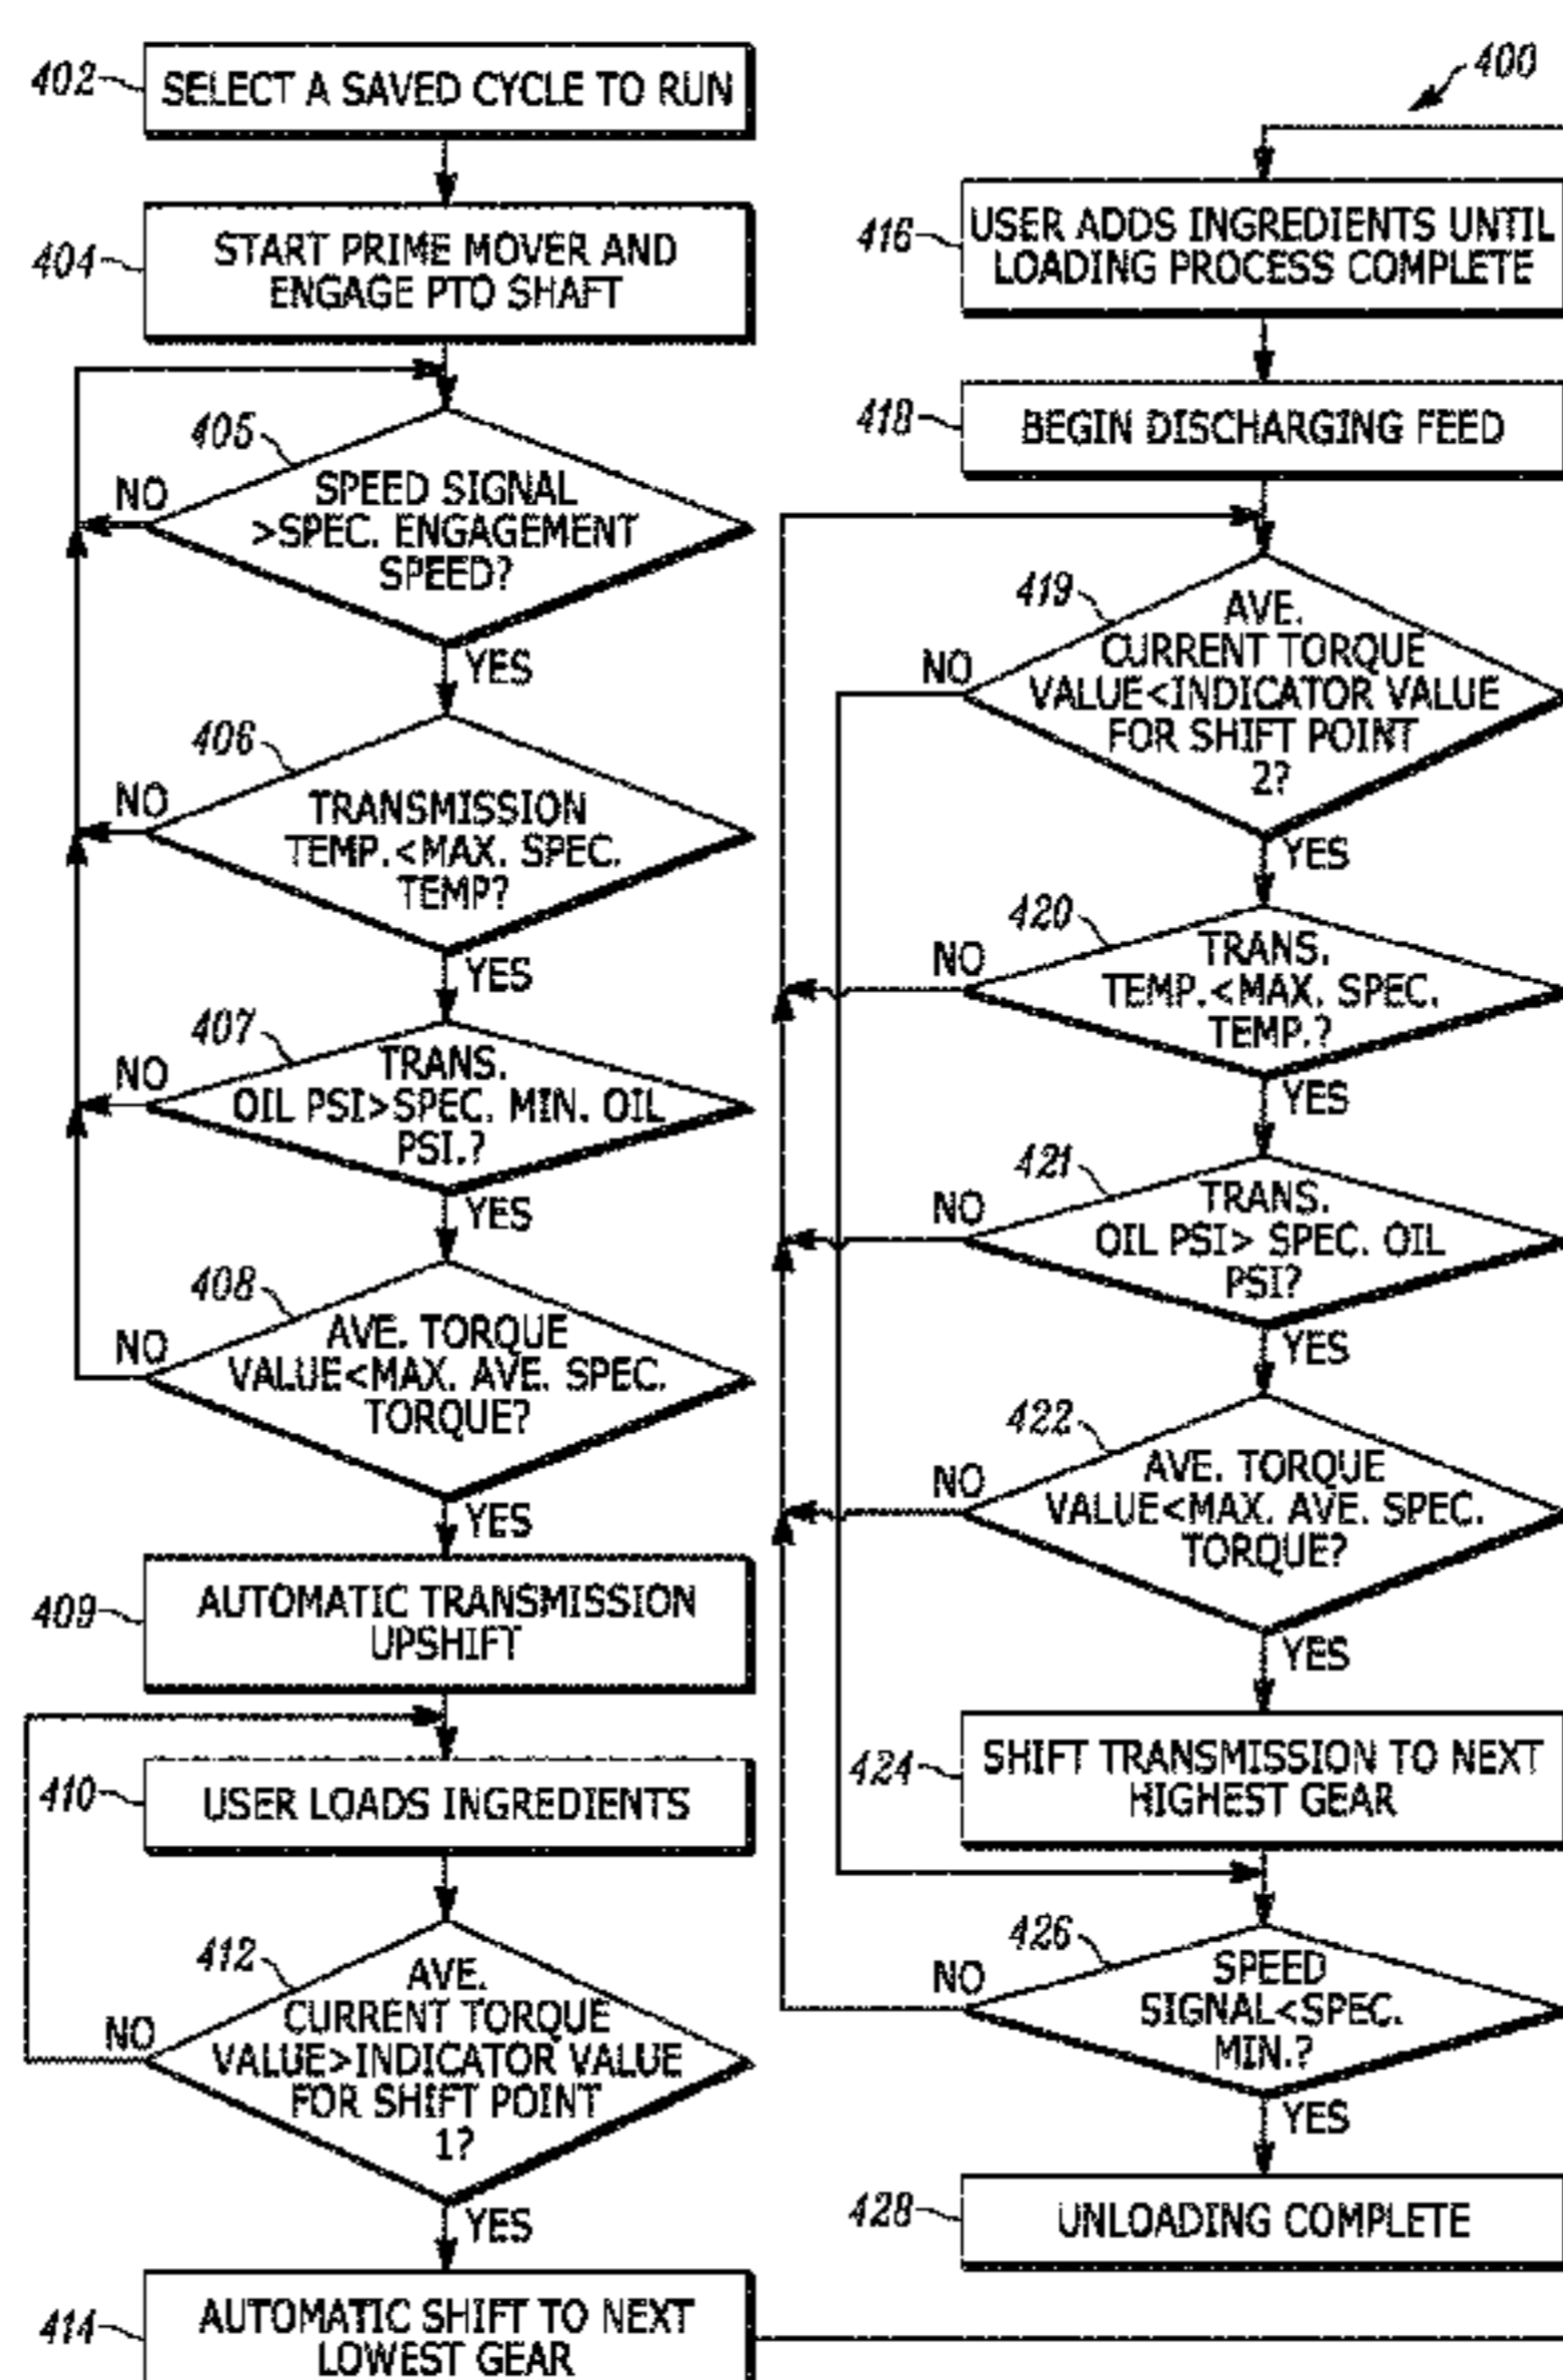 402
SELECT A SAVED CYCLE TO RUN
404
START PRIME MOVER AND
ENGAGE PTO SHAFT
405
SPEED SIGNAL
>SPEC. ENGAGEMENT
SPEED?
NO
YES
406
TRANSMISSION
TEMP.<MAX. SPEC.
TEMP?
NO
YES
407
TRANS.
OIL PSI>SPEC. MIN. OIL
PSI.?
NO
YES
408
AVE. TORQUE
VALUE<MAX. AVE. SPEC.
TORQUE?
NO
YES
409
AUTOMATIC TRANSMISSION
UPSHIFT
410
USER LOADS INGREDIENTS
412
AVE.
CURRENT TORQUE
VALUE>INDICATOR VALUE
FOR SHIFT POINT
1?
NO
YES
414
AUTOMATIC SHIFT TO NEXT
LOWEST GEAR
400
416
USER ADDS INGREDIENTS UNTIL
LOADING PROCESS COMPLETE
418
BEGIN DISCHARGING FEED
419
AVE.
CURRENT TORQUE
VALUE<INDICATOR VALUE
FOR SHIFT POINT
2?
NO
YES
420
TRANS.
TEMP.<MAX. SPEC.
TEMP.?
NO
YES
421
TRANS.
OIL PSI> SPEC. OIL
PSI?
NO
YES
422
AVE. TORQUE
VALUE<MAX. AVE. SPEC.
TORQUE?
NO
YES
424
SHIFT TRANSMISSION TO NEXT
HIGHEST GEAR
426
SPEED
SIGNAL<SPEC.
MIN.?
NO
YES
428
UNLOADING COMPLETE